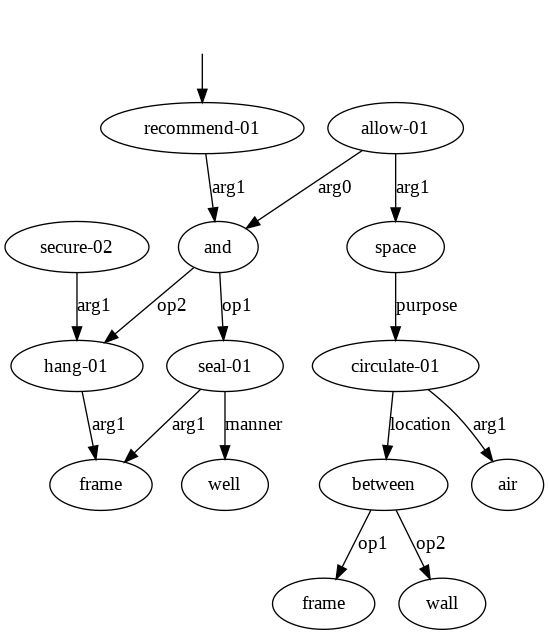 recommend-01 allow-01
arg1 arg0 arg1
secure-02 and space
arg1 op2 op1 purpose
hang-01 seal-01 circulate-01
arg1 arg1 manner location arg1
frame well between air
op1 op2
frame wall